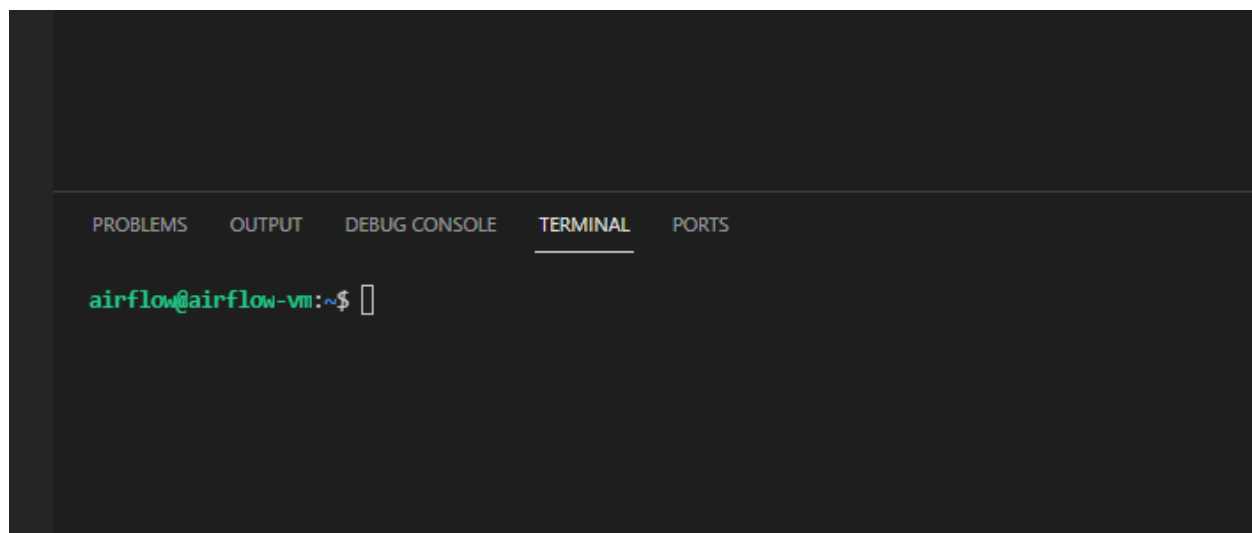 PROBLEMS OUTPUT DEBUG CONSOLE TERMINAL PORTS
airflow@airflow-vm:~$